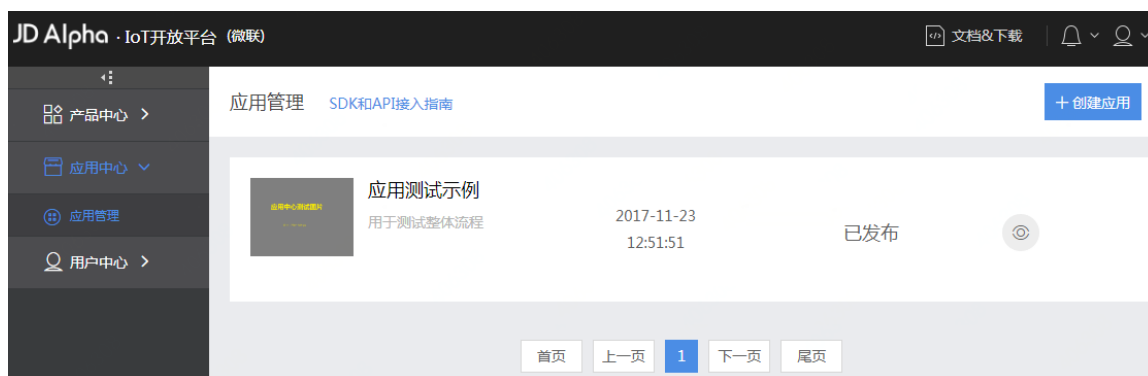 JD Alpha · IoT开放平台 (微联)
文档&下载
产品中心
应用中心
应用管理
用户中心
应用管理 SDK和API接入指南
+ 创建应用
应用中心测试图片
应用测试示例
用于测试整体流程
2017-11-23
12:51:51
已发布
首页 上一页 1 下一页 尾页